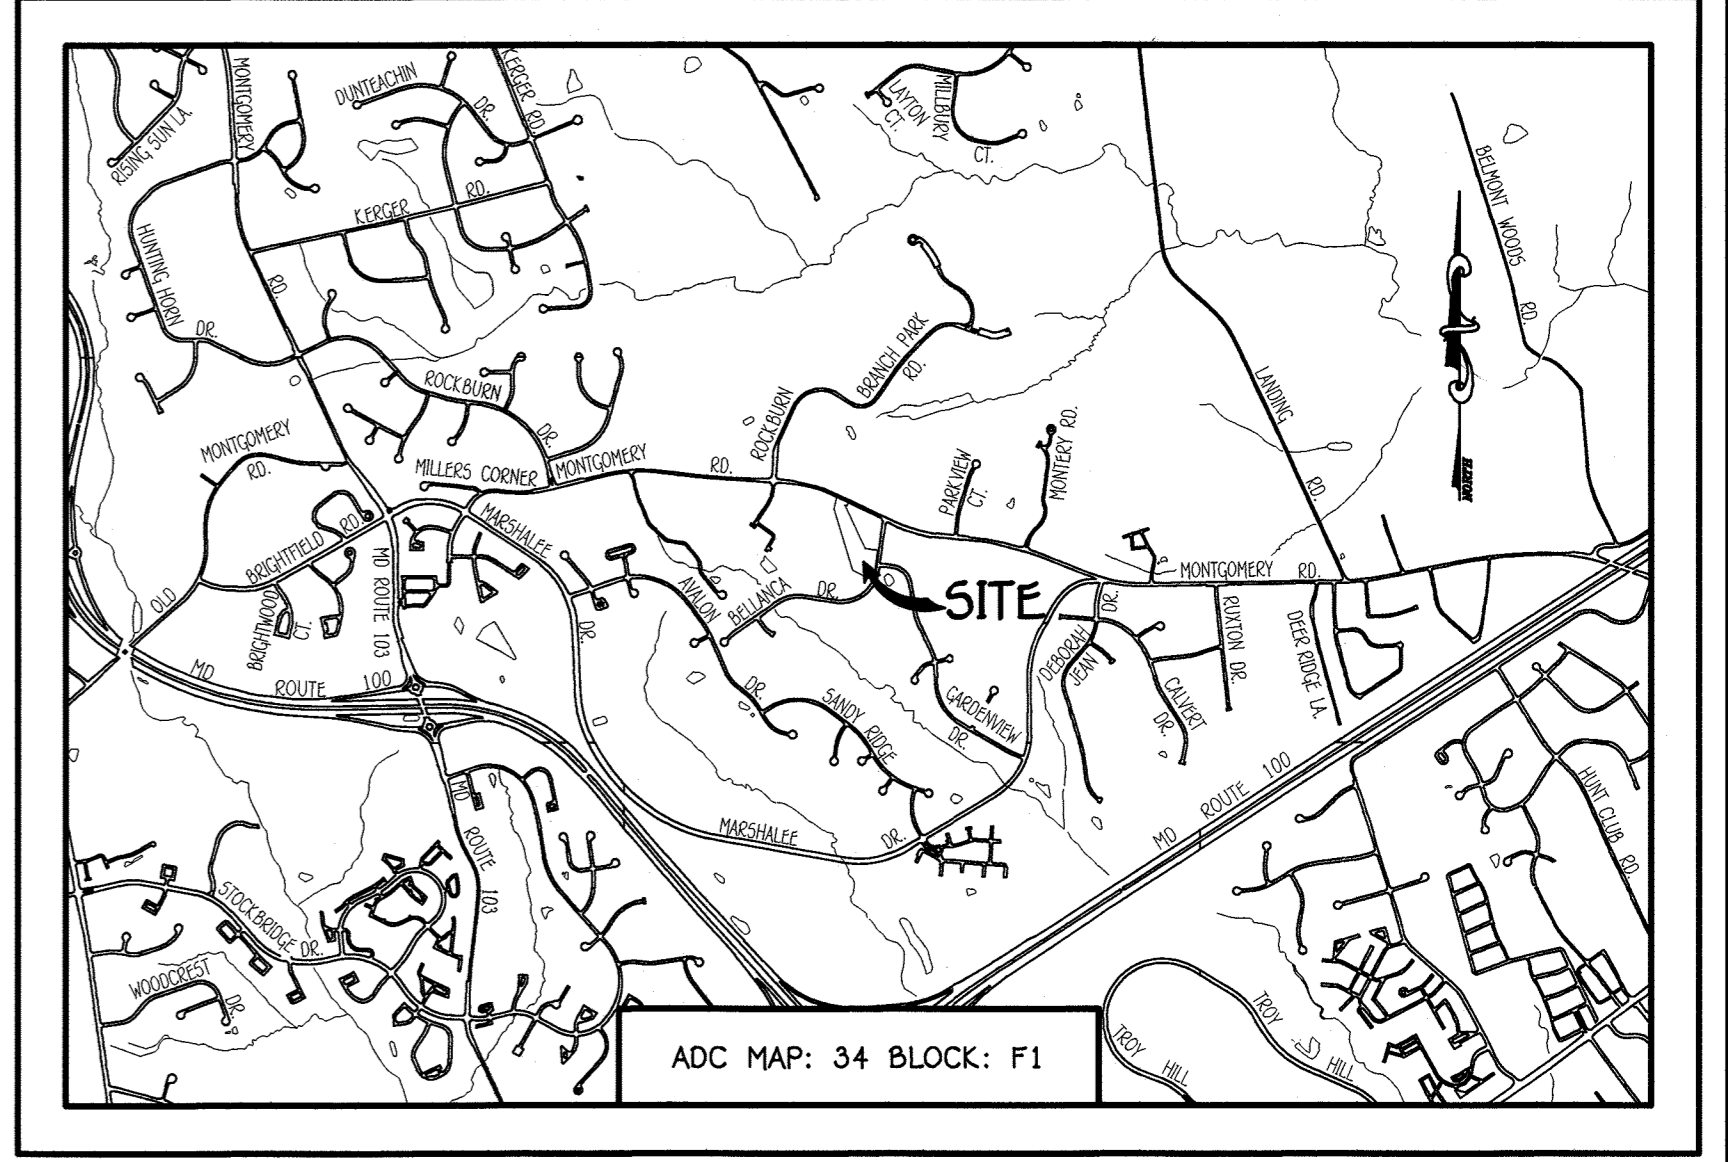 MONTGOMERY
RD.
RISING SUN LA.
DUNTEACHIN
DR.
KERGER RD.
KERGER
RD.
LAYTON
CT.
MILLBURY
CT.
BELMONT WOODS
RD.
HUNTING HORN
DR.
ROCKBURN
DR.
ROCKBURN
BRANCH PARK
RD.
LANDING
RD.
MONTGOMERY
RD.
MILLERS CORNER
MONTGOMERY
RD.
PARKVIEW
CT.
MONTERY RD.
MARSHALEE
DR.
BRIGHTFIELD
RD.
OLD
BRIGHTWOOD
CT.
MD ROUTE 103
AVALON
DR.
BELLANCA
DR.
SITE
MONTGOMERY
RD.
DR.
DEBORAH
JEAN
RUXTON DR.
DEER RIDGE LA.
CALVERT
DR.
MD
ROUTE
100
SANDY RIDGE
GARDENVIEW
DR.
MD
ROUTE
103
MARSHALEE
DR.
MD
ROUTE
100
HUNT CLUB RD.
STOCKBRIDGE DR.
WOODCREST
DR.
TROY
HILL
TROY
HILL
ADC MAP: 34 BLOCK: F1